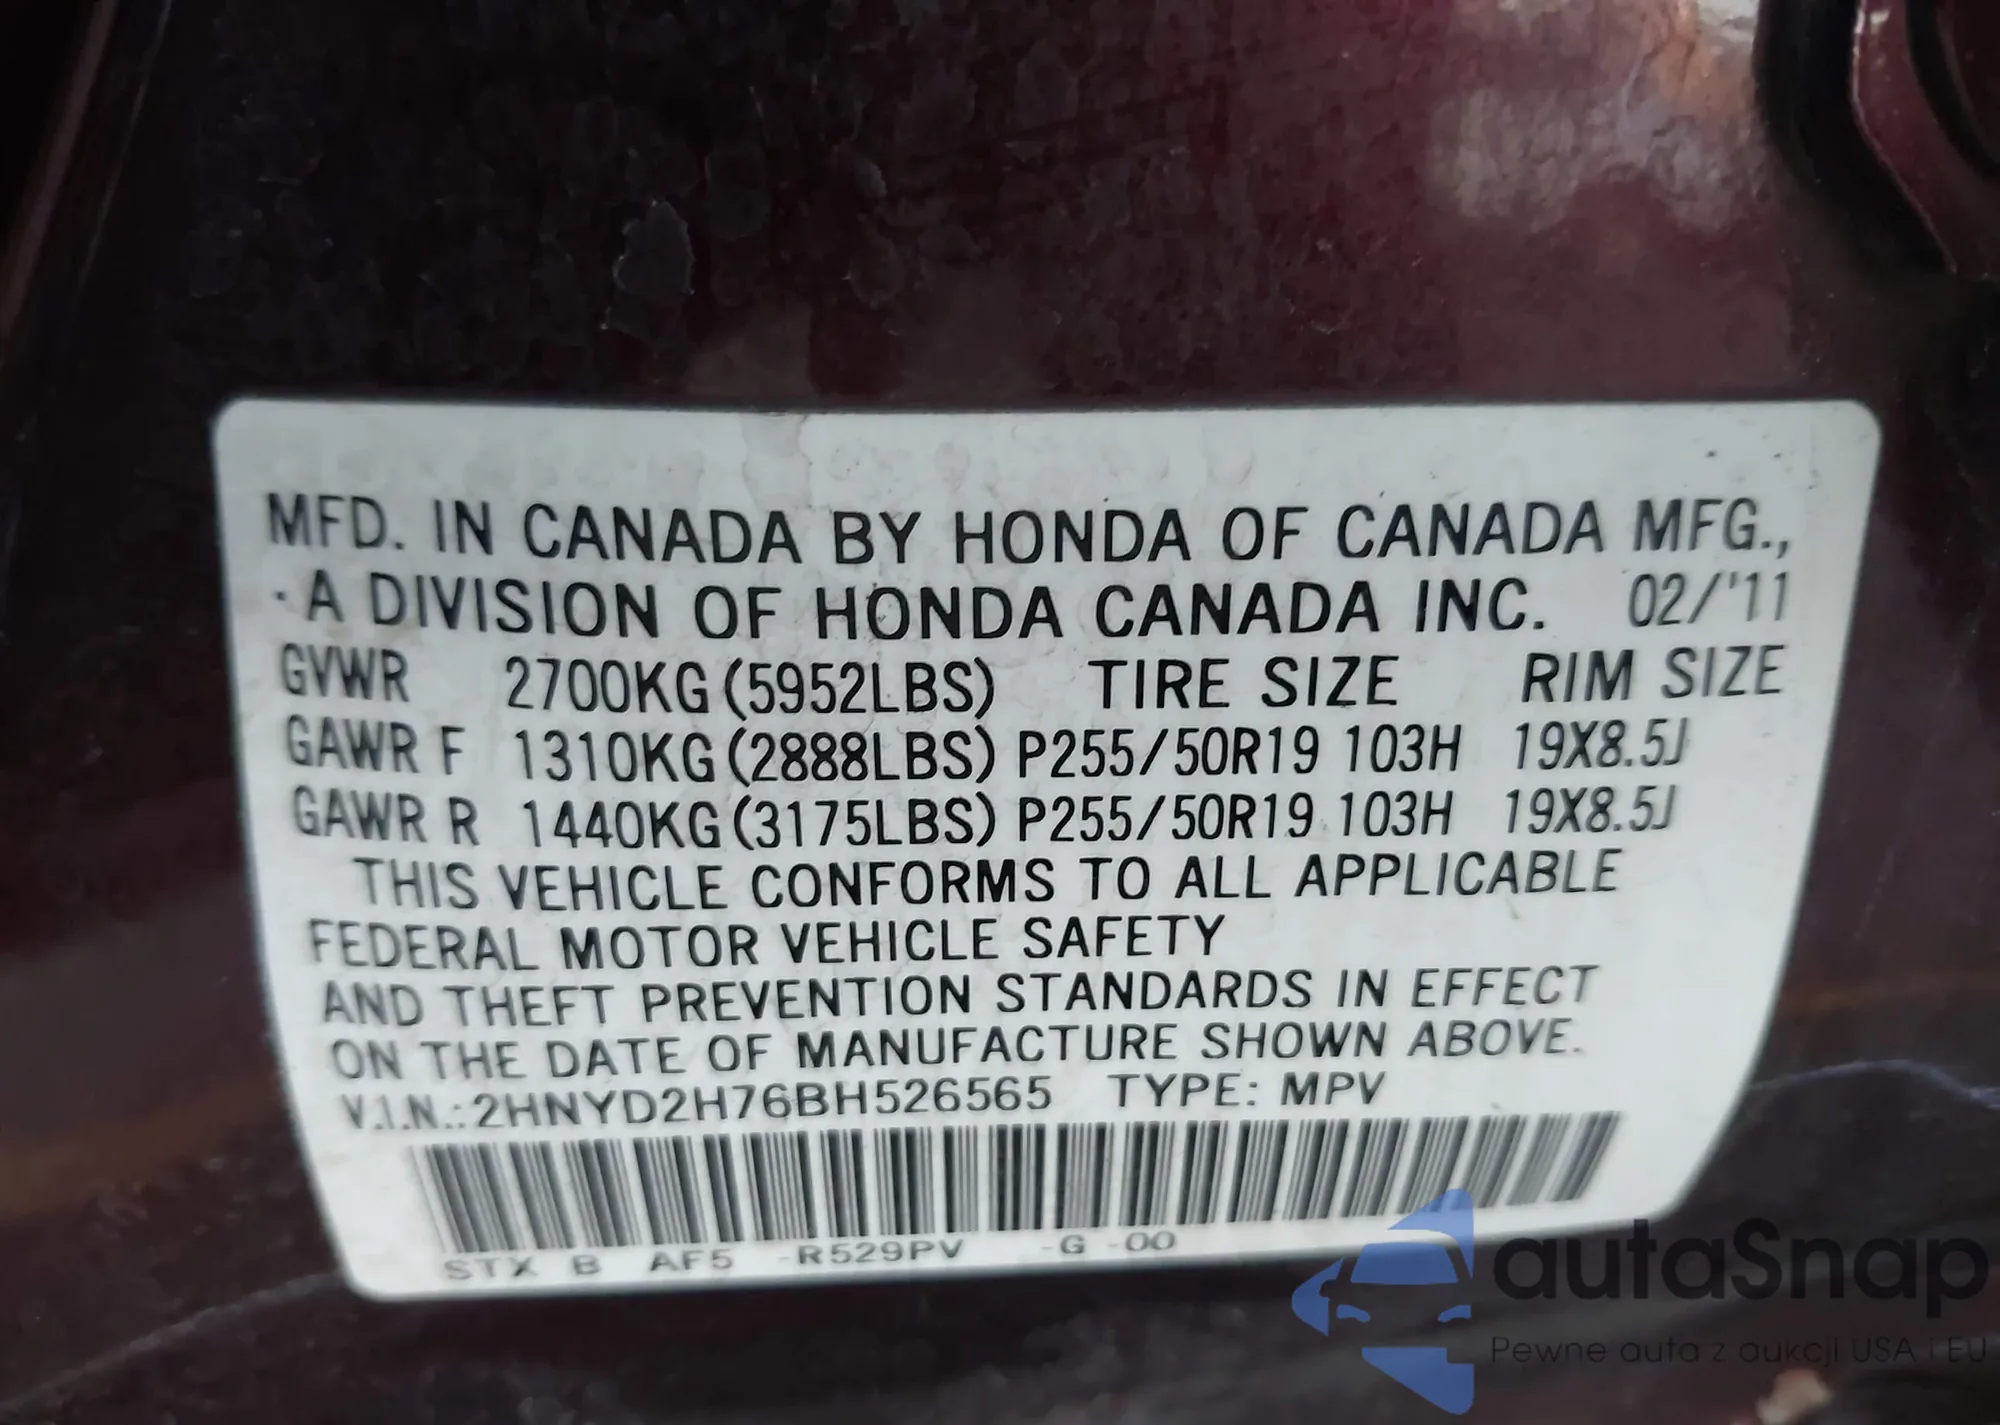 MFD. IN CANADA BY HONDA OF CANADA MFG.,
A DIVISION OF HONDA CANADA INC. 02/'11
GVWR 2700KG (5952LBS) TIRE SIZE RIM SIZE
GAWR F 1310KG (2888LBS) P255/50R19 103H 19X8.5J
GAWR R 1440KG (3175LBS) P255/50R19 103H 19X8.5J
THIS VEHICLE CONFORMS TO ALL APPLICABLE
FEDERAL MOTOR VEHICLE SAFETY
AND THEFT PREVENTION STANDARDS IN EFFECT
ON THE DATE OF MANUFACTURE SHOWN ABOVE.
V.I.N.: 2HNYD2H76BH526565 TYPE: MPV
STX B AF5 -R529PV -G -00
autaSnap
Pewne auta z aukcji USA i EU